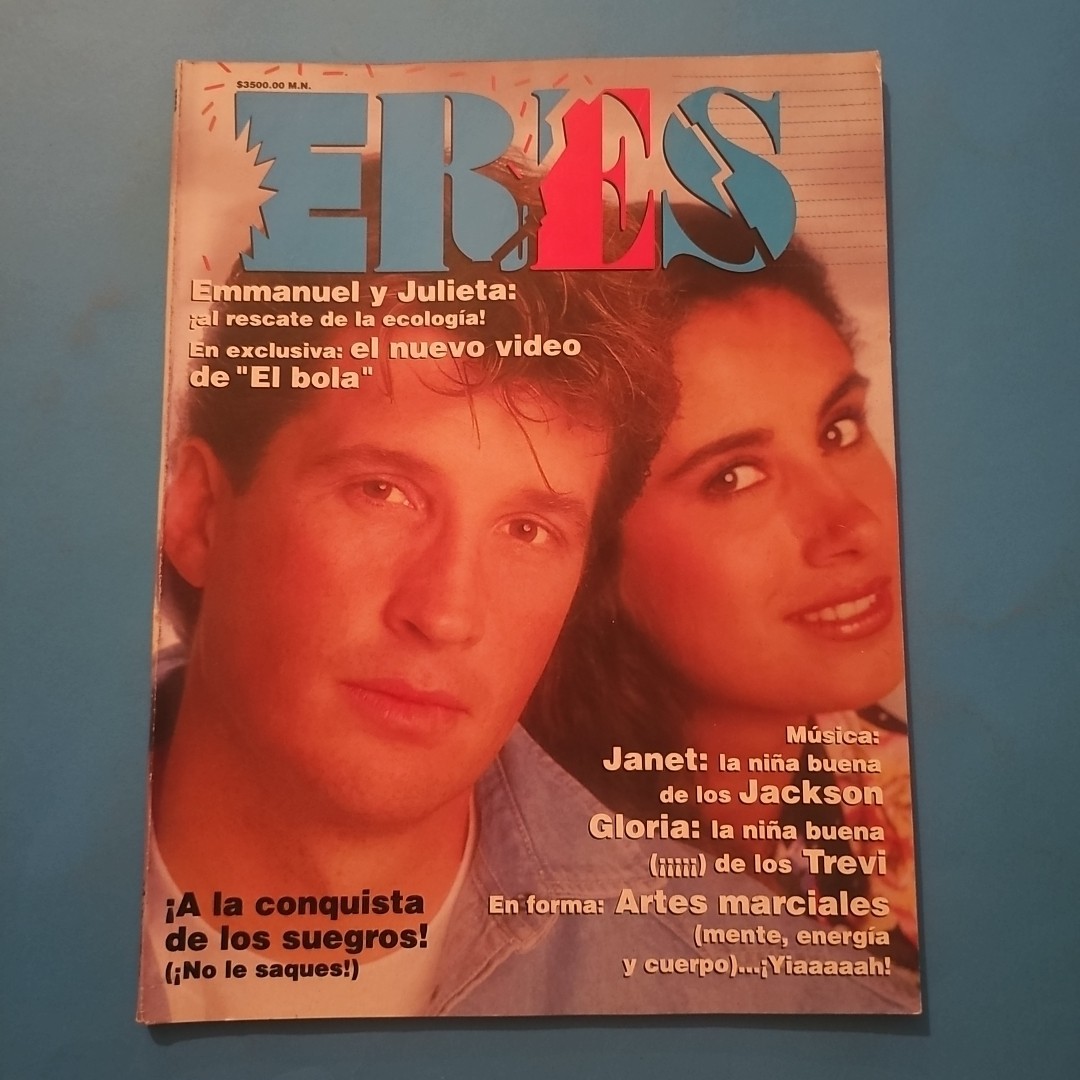 $3500.00 M.N.
ERES
Emmanuel y Julieta:
¡al rescate de la ecología!
En exclusiva: el nuevo video
de "El bola"
Música:
Janet: la niña buena
de los Jackson
Gloria: la niña buena
(¡¡¡¡¡) de los Trevi
En forma: Artes marciales
(mente, energía
y cuerpo)...¡Yiaaaaah!
¡A la conquista
de los suegros!
(¡No le saques!)